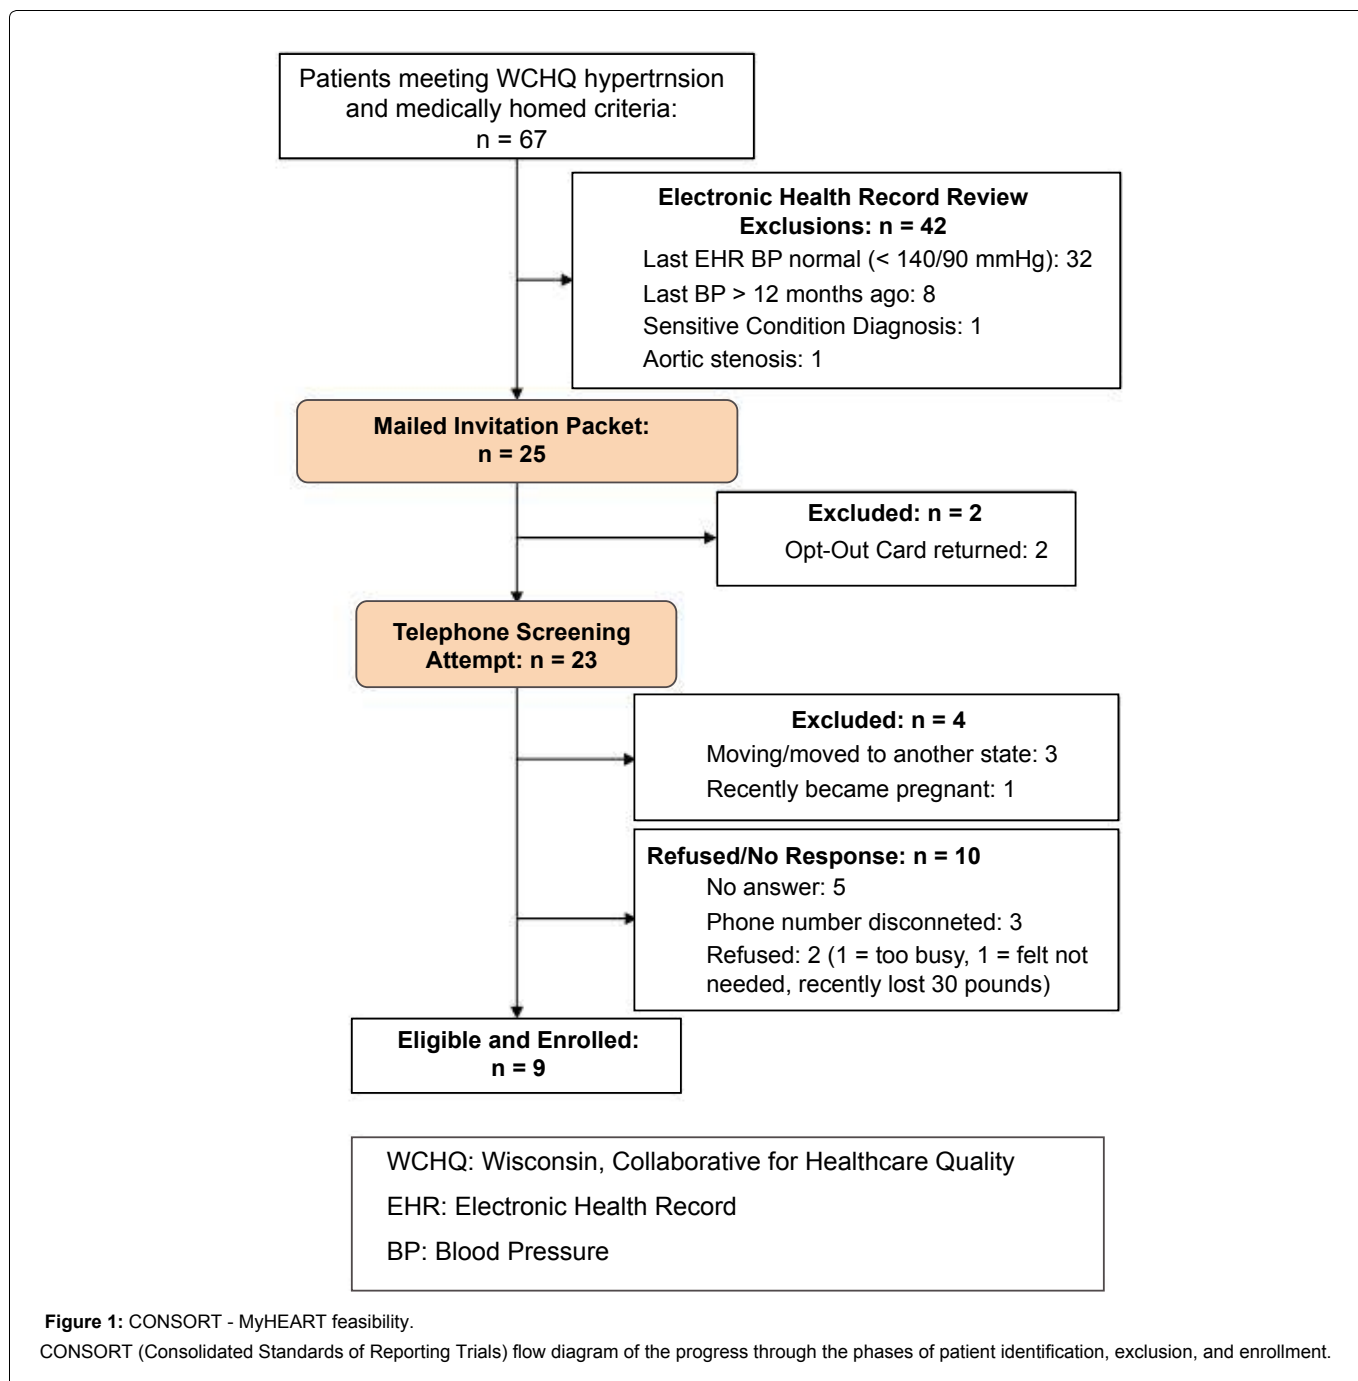 Patients meeting WCHQ hypertrnsion
and medically homed criteria:
n = 67
Electronic Health Record Review
Exclusions: n = 42
Last EHR BP normal (< 140/90 mmHg): 32
Last BP > 12 months ago: 8
Sensitive Condition Diagnosis: 1
Aortic stenosis: 1
Mailed Invitation Packet:
n = 25
Excluded: n = 2
Opt-Out Card returned: 2
Telephone Screening
Attempt: n = 23
Excluded: n = 4
Moving/moved to another state: 3
Recently became pregnant: 1
Refused/No Response: n = 10
No answer: 5
Phone number disconneted: 3
Refused: 2 (1 = too busy, 1 = felt not
needed, recently lost 30 pounds)
Eligible and Enrolled:
n = 9
WCHQ: Wisconsin, Collaborative for Healthcare Quality
EHR: Electronic Health Record
BP: Blood Pressure
Figure 1: CONSORT - MyHEART feasibility.
CONSORT (Consolidated Standards of Reporting Trials) flow diagram of the progress through the phases of patient identification, exclusion, and enrollment.